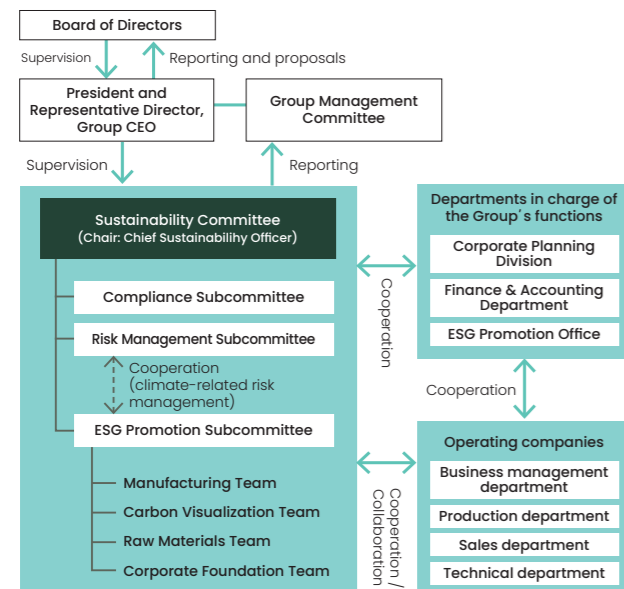 Board of Directors
Supervision
Reporting and proposals
President and
Representative Director,
Group CEO
Group Management
Committee
Supervision
Reporting
Sustainability Committee
(Chair: Chief Sustainabilihy Officer)
Compliance Subcommittee
Risk Management Subcommittee
Cooperation
(climate-related risk
management)
ESG Promotion Subcommittee
Manufacturing Team
Carbon Visualization Team
Raw Materials Team
Corporate Foundation Team
Cooperation
Cooperation /
Collaboration
Departments in charge
of the Group´s functions
Corporate Planning
Division
Finance & Accounting
Department
ESG Promotion Office
Cooperation
Operating companies
Business management
department
Production department
Sales department
Technical department